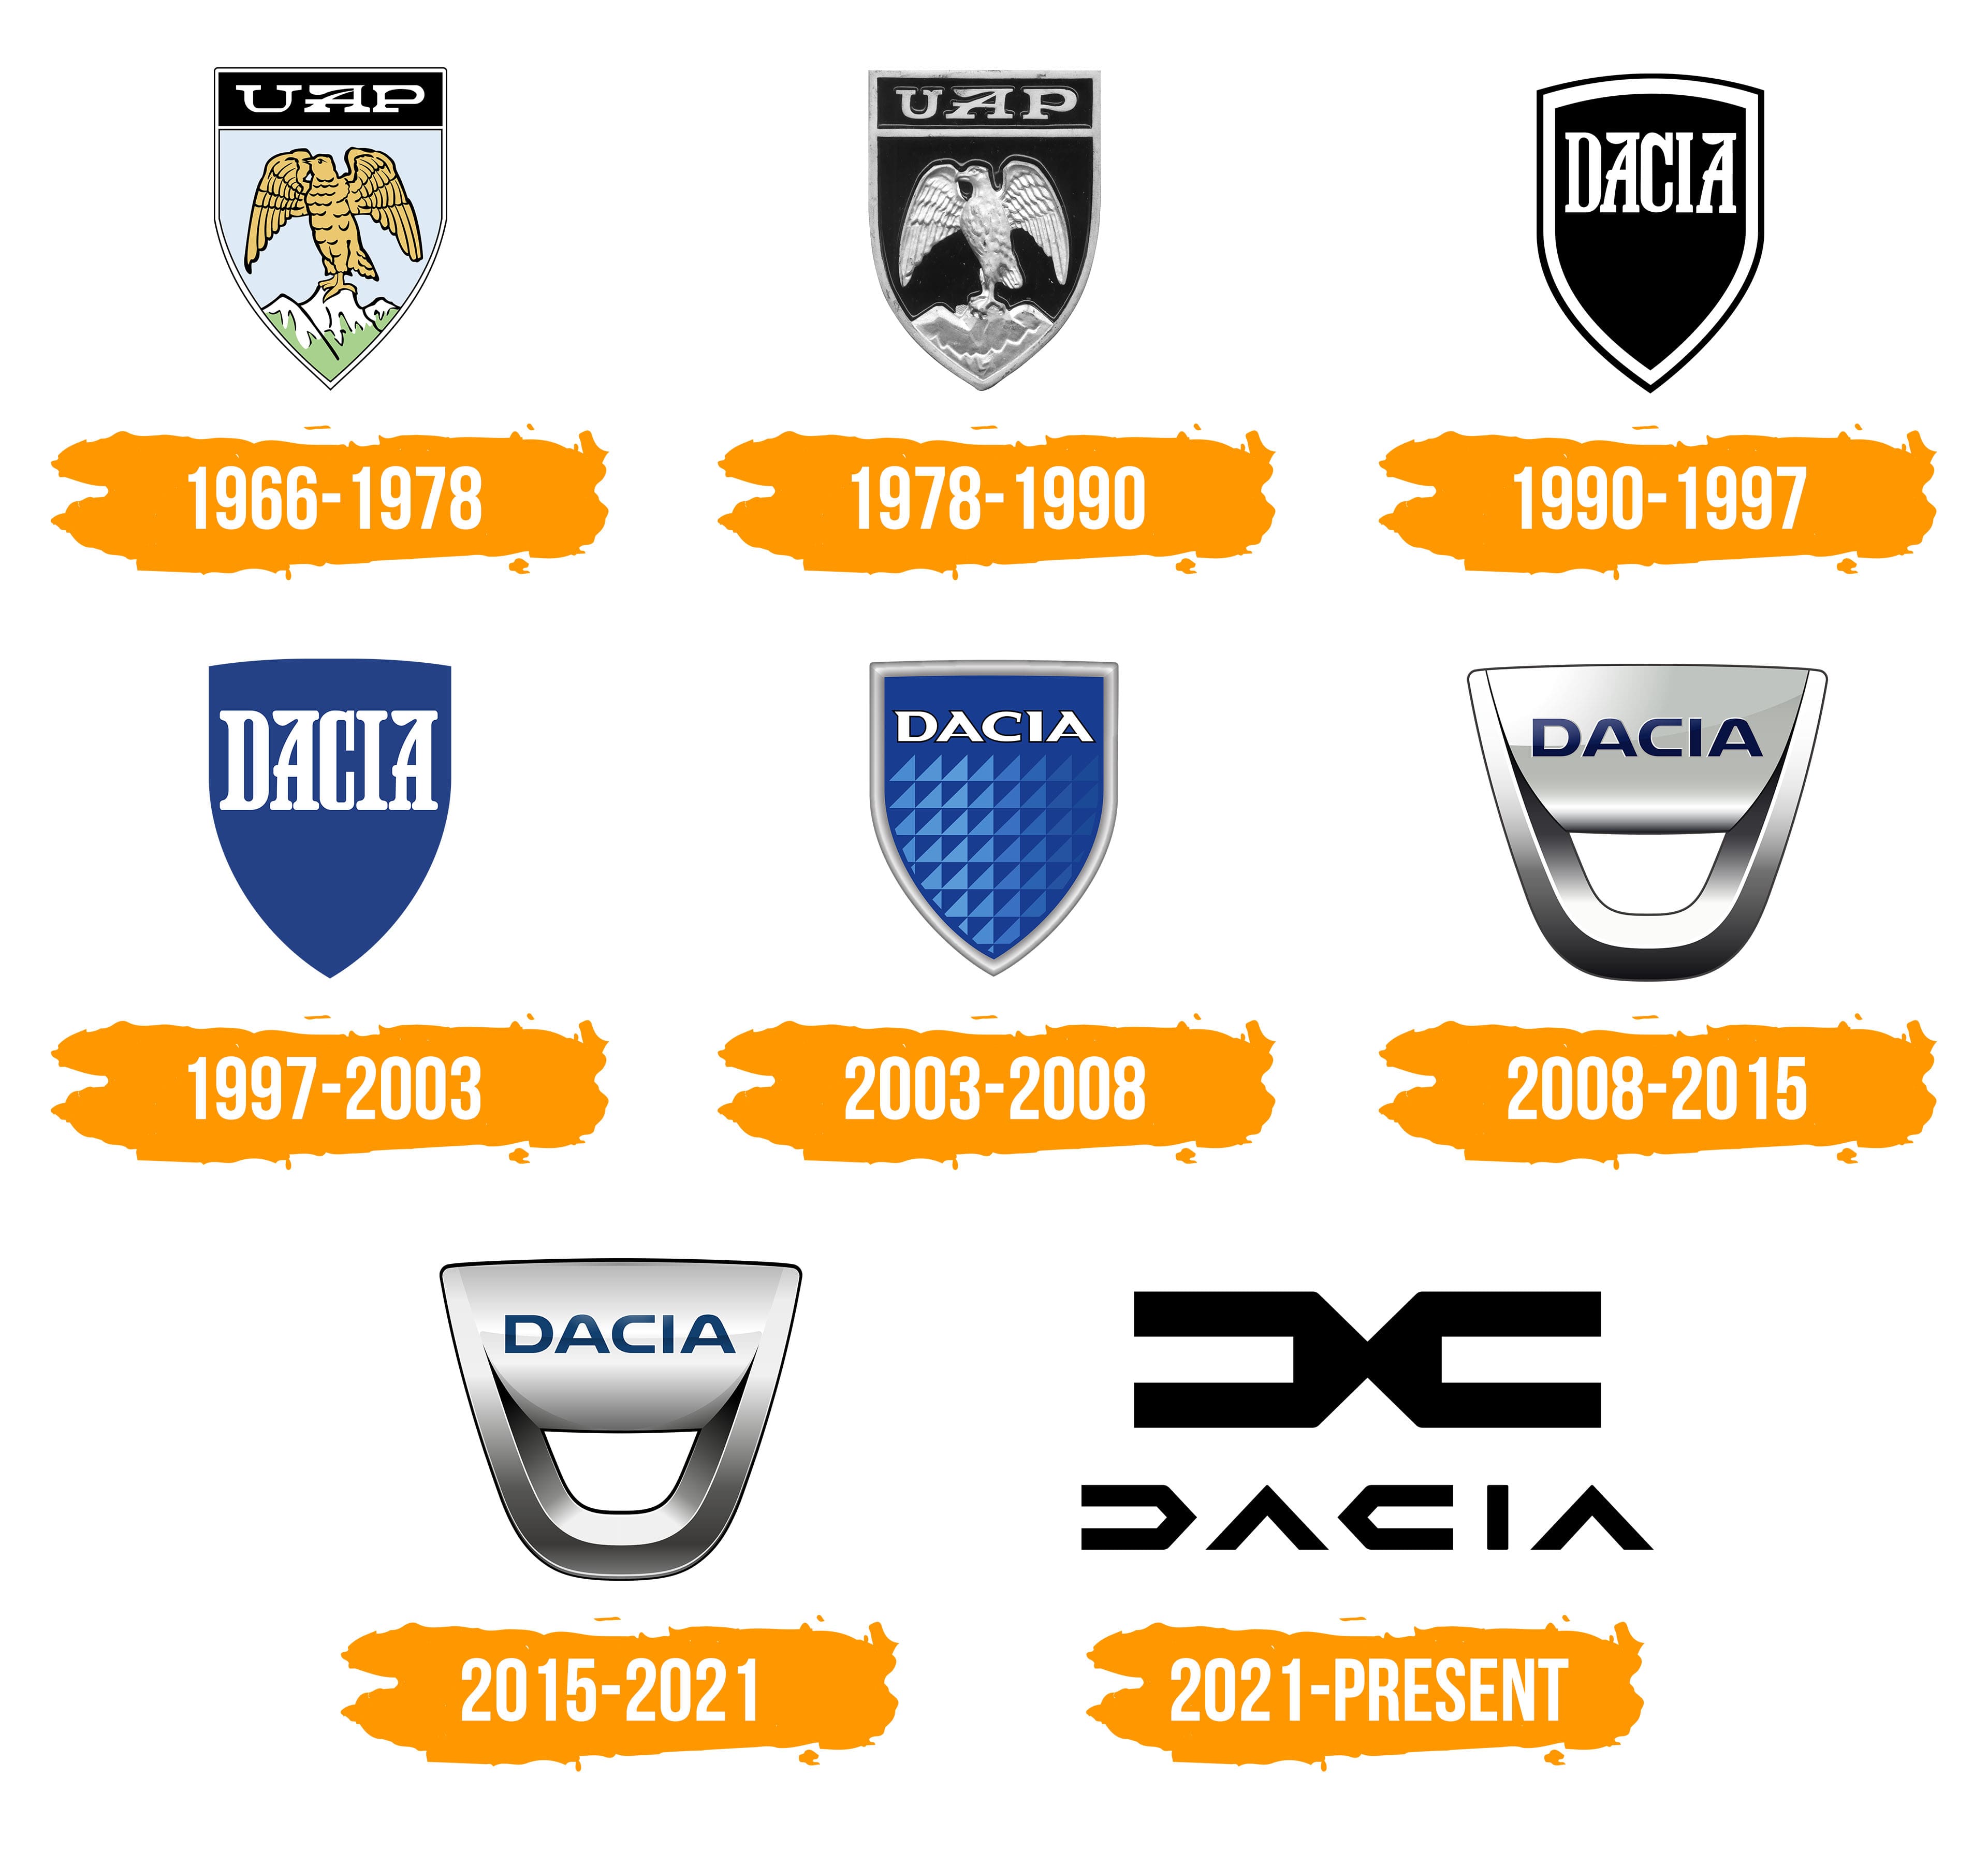 UAP
UAP
DACIA
1966-1978
1978-1990
1990-1997
DACIA
DACIA
DACIA
1997-2003
2003-2008
2008-2015
DACIA
DACIA
2015-2021
2021-PRESENT